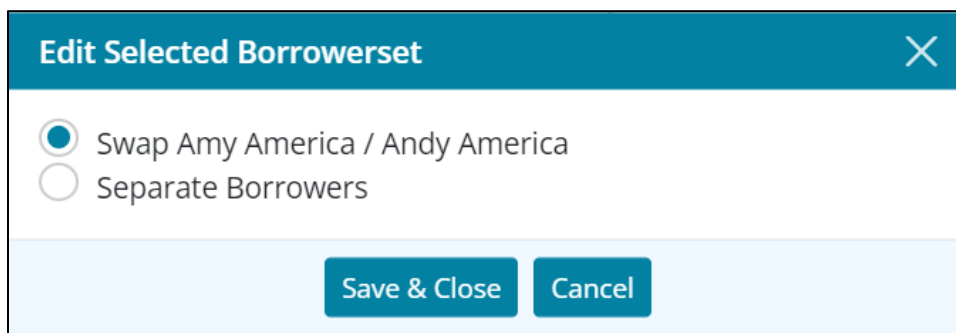 Edit Selected Borrowerset
Swap Amy America / Andy America
Separate Borrowers
Save & Close
Cancel